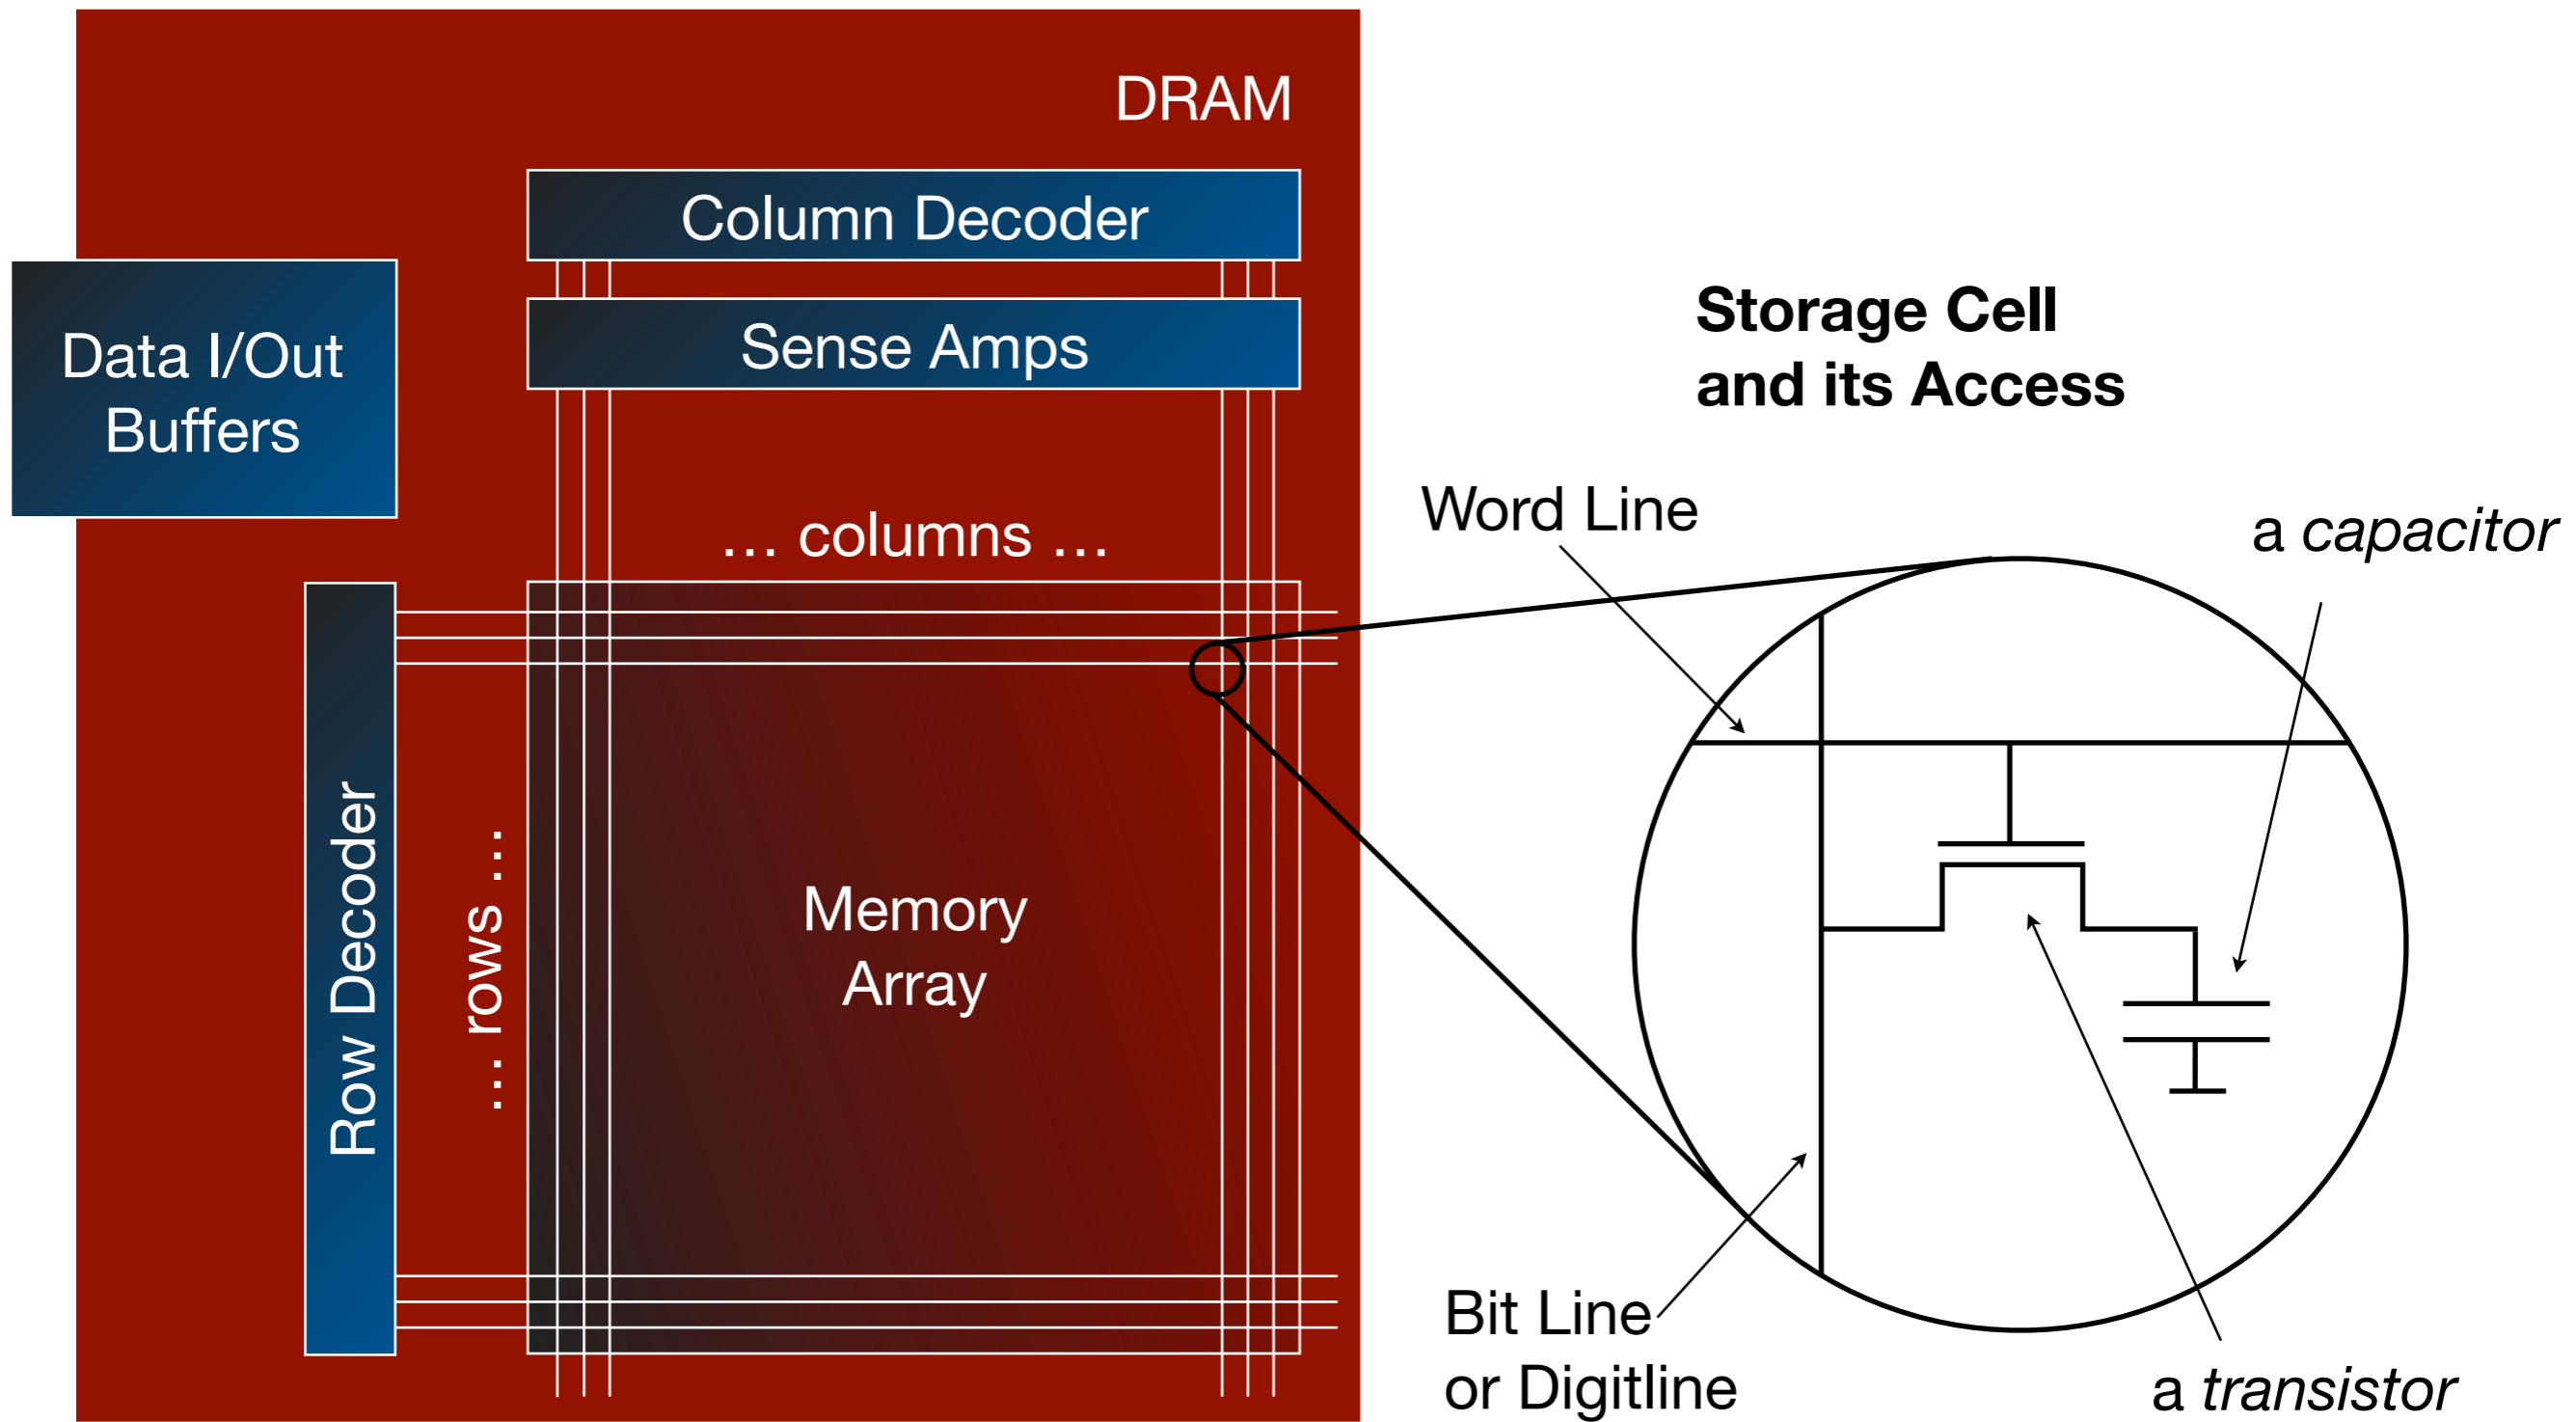 DRAM
Column Decoder
Sense Amps
Data I/Out
Buffers
... columns ...
Row Decoder
... rows ...
Memory
Array
Storage Cell
and its Access
Word Line
a capacitor
Bit Line
or Digitline
a transistor